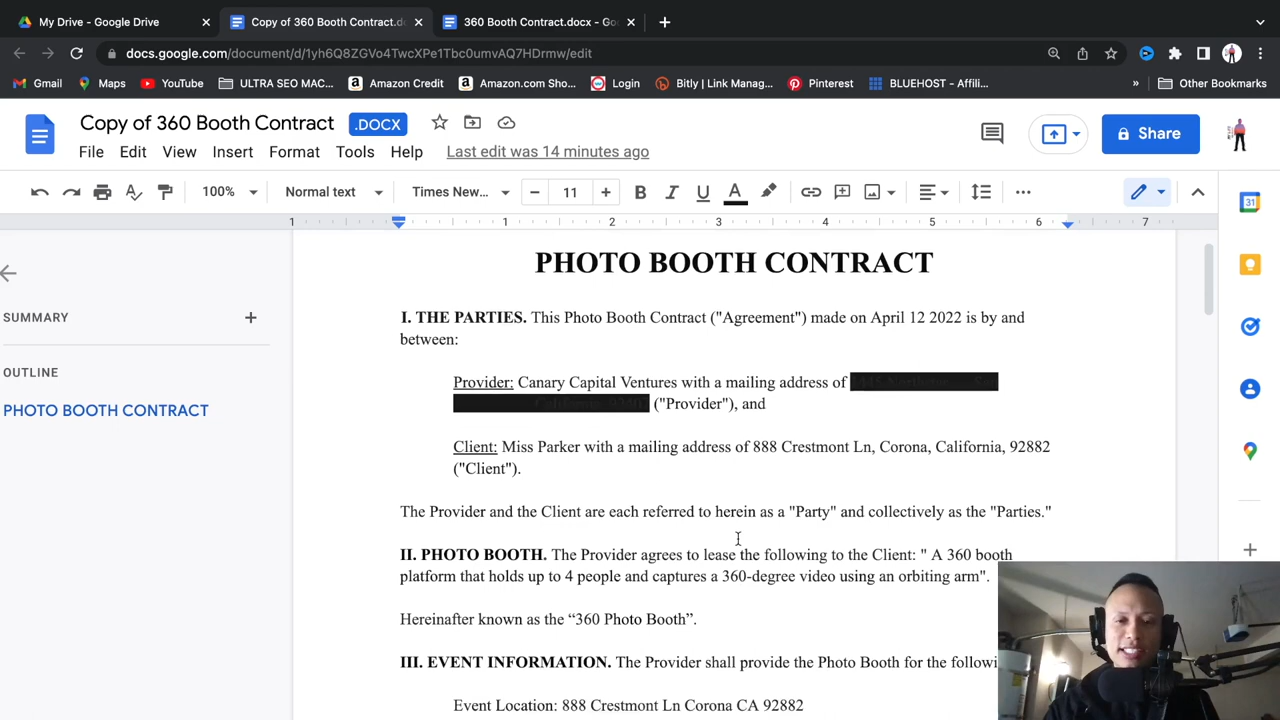 My Drive - Google Drive
Copy of 360 Booth Contract.d
360 Booth Contract.docx - Go
docs.google.com/document/d/1yh6Q8ZGVo4TwcXPe1Tbc0umvAQ7HDrmw/edit
Gmail Maps YouTube ULTRA SEO MAC... Amazon Credit Amazon.com Sho... Login Bitly | Link Manag... Pinterest BLUEHOST - Affili... » Other Bookmarks
Copy of 360 Booth Contract .DOCX
Share
File Edit View Insert Format Tools Help Last edit was 14 minutes ago
100% Normal text Times New... 11 B I U A
1 1 2 3 4 5 6 7
31
SUMMARY
OUTLINE
PHOTO BOOTH CONTRACT
PHOTO BOOTH CONTRACT
I. THE PARTIES. This Photo Booth Contract ("Agreement") made on April 12 2022 is by and
between:
Provider: Canary Capital Ventures with a mailing address of
("Provider"), and
Client: Miss Parker with a mailing address of 888 Crestmont Ln, Corona, California, 92882
("Client").
The Provider and the Client are each referred to herein as a "Party" and collectively as the "Parties."
II. PHOTO BOOTH. The Provider agrees to lease the following to the Client: " A 360 booth
platform that holds up to 4 people and captures a 360-degree video using an orbiting arm".
Hereinafter known as the “360 Photo Booth”.
III. EVENT INFORMATION. The Provider shall provide the Photo Booth for the followi
Event Location: 888 Crestmont Ln Corona CA 92882